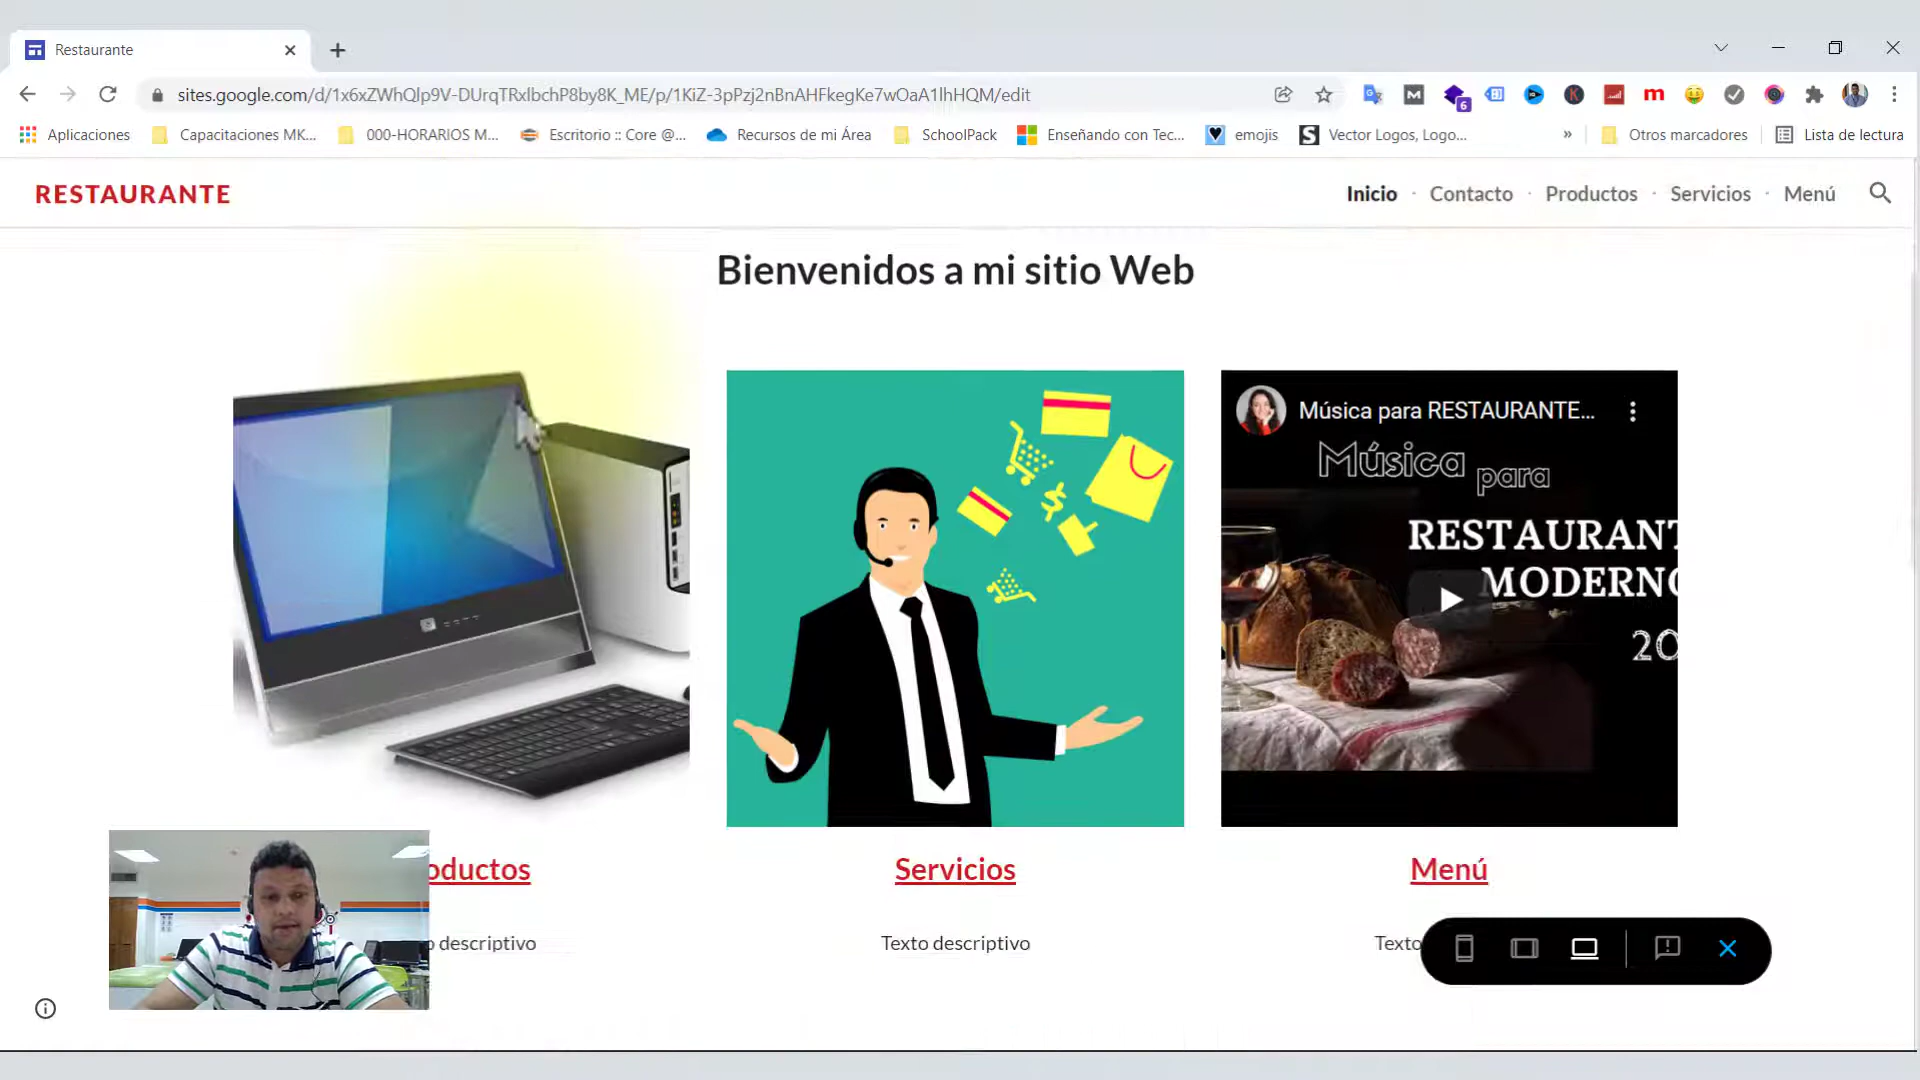 Restaurante
sites.google.com/d/1x6xZWhQlp9V-DUrqTRxlbchP8by8K_ME/p/1KiZ-3pPzj2nBnAHFkegKe7wOaA1lhHQM/edit
6
Aplicaciones
Capacitaciones MK...
000-HORARIOS M...
Escritorio :: Core @...
Recursos de mi Área
SchoolPack
Enseñando con Tec...
emojis
Vector Logos, Logo...
»
Otros marcadores
Lista de lectura
RESTAURANTE
Inicio · Contacto · Productos · Servicios · Menú
Bienvenidos a mi sitio Web
Música para RESTAURANTE...
Música para
RESTAURANT
MODERNO
20
oductos
Servicios
Menú
o descriptivo
Texto descriptivo
Texto